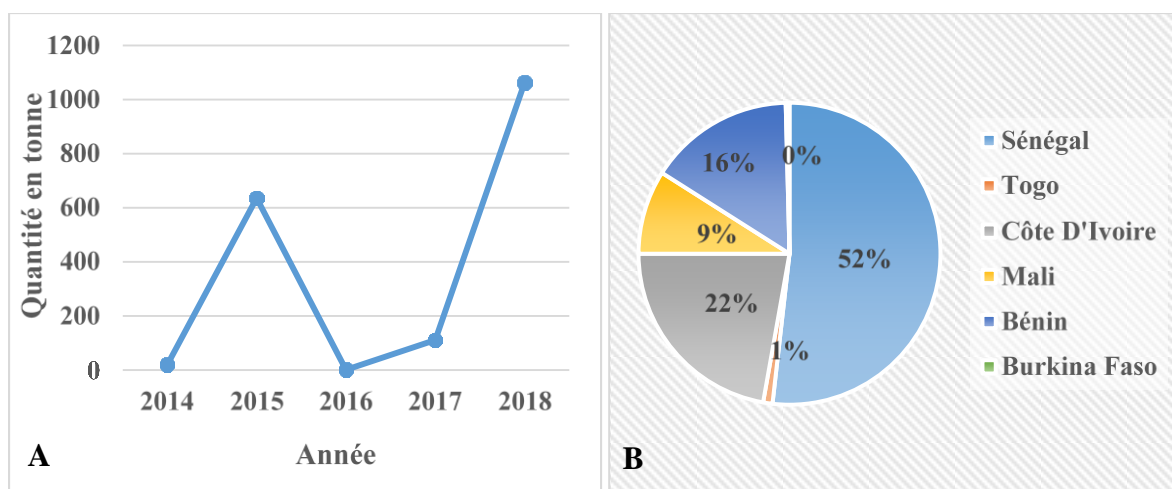 1200
1000
800
600
400
200
0
Quantité en tonne
2014 2015 2016 2017 2018
Année
A
0%
16%
9%
52%
22%
1%
Sénégal
Togo
Côte D'Ivoire
Mali
Bénin
Burkina Faso
B